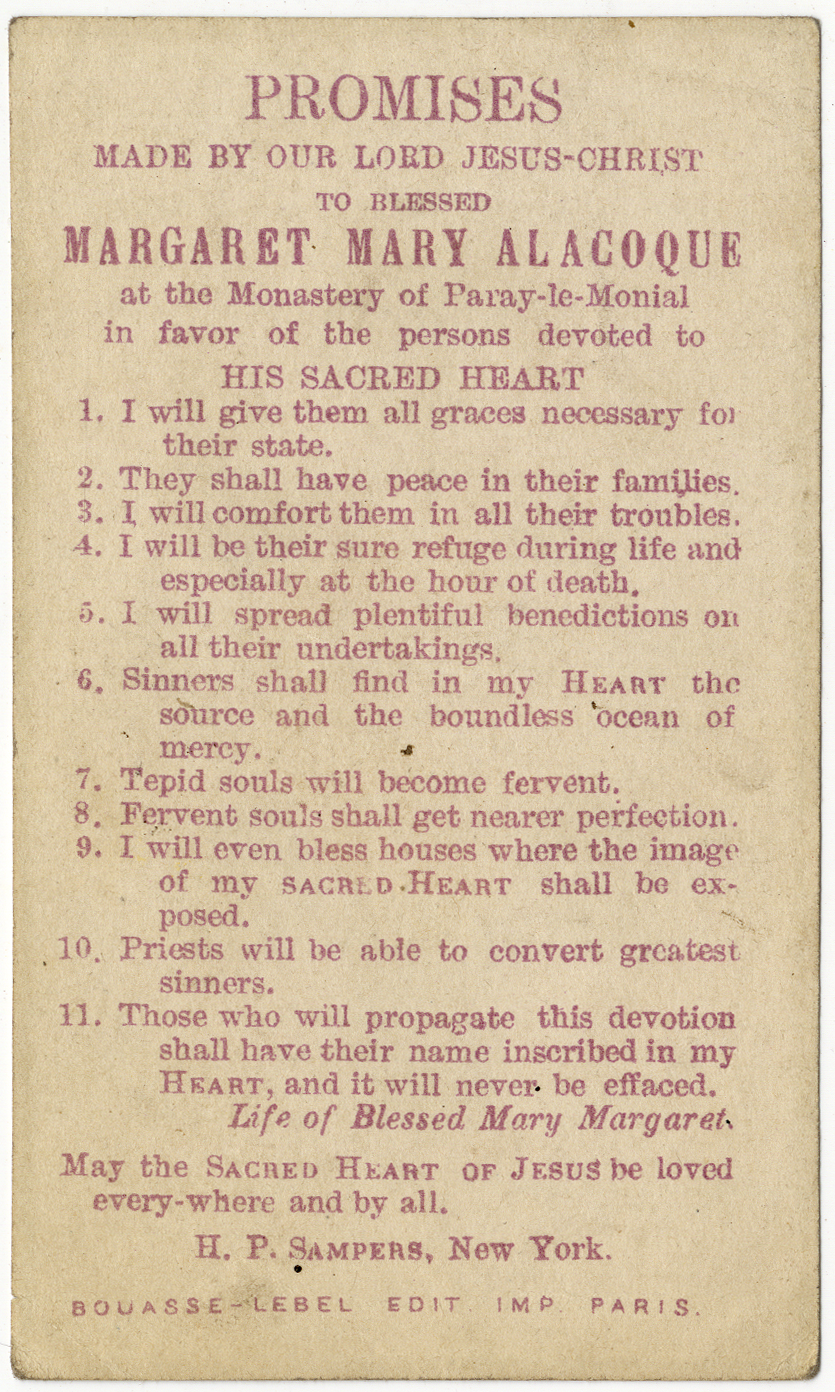 PROMISES
MADE BY OUR LORD JESUS-CHRIST
TO BLESSED
MARGARET MARY ALACOQUE
at the Monastery of Paray-le-Monial
in favor of the persons devoted to
HIS SACRED HEART
1. I will give them all graces necessary for
their state.
2. They shall have peace in their families.
3. I will comfort them in all their troubles.
4. I will be their sure refuge during life and
especially at the hour of death.
5. I will spread plentiful benedictions on
all their undertakings.
6. Sinners shall find in my HEART the
source and the boundless ocean of
mercy.
7. Tepid souls will become fervent.
8. Fervent souls shall get nearer perfection.
9. I will even bless houses where the image
of my SACRED HEART shall be ex-
posed.
10. Priests will be able to convert greatest
sinners.
11. Those who will propagate this devotion
shall have their name inscribed in my
HEART, and it will never be effaced.
Life of Blessed Mary Margaret.
May the SACRED HEART OF JESUS be loved
every-where and by all.
H. P. SAMPERS, New York.
BOUASSE-LEBEL EDIT. IMP. PARIS.